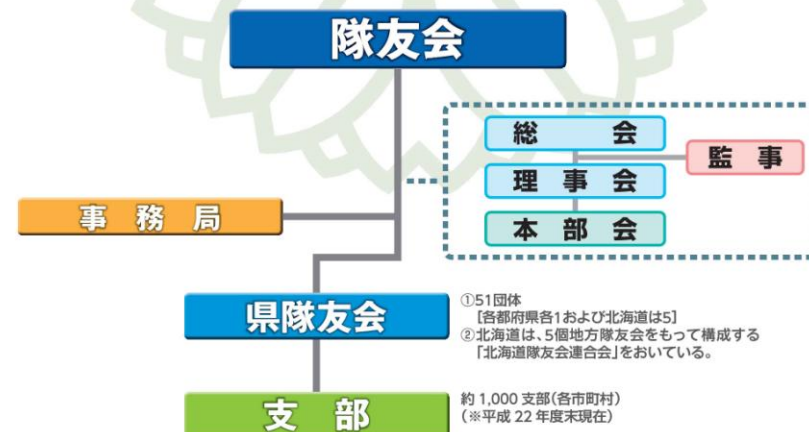 隊友会
総 会
監 事
理 事 会
本 部 会
事 務 局
県隊友会
①51団体
[各都府県各1および北海道は5]
②北海道は、5個地方隊友会をもって構成する
「北海道隊友会連合会」をおいている。
支 部
約 1,000 支部(各市町村)
(※平成 22 年度末現在)